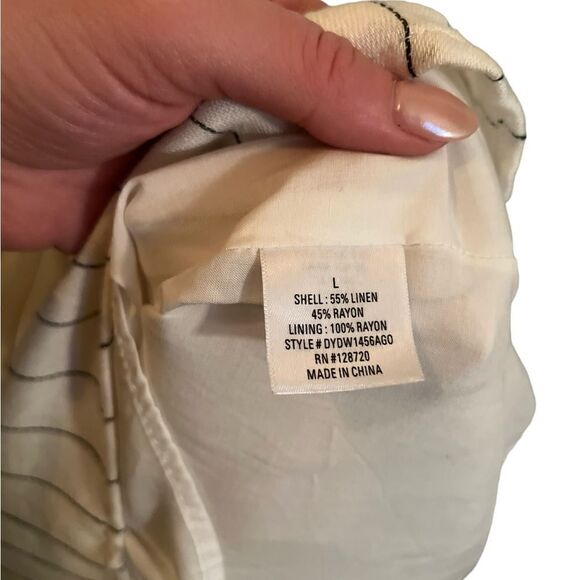 L
SHELL : 55% LINEN
45% RAYON
LINING : 100% RAYON
STYLE # DYDW1456AGO
RN #128720
MADE IN CHINA